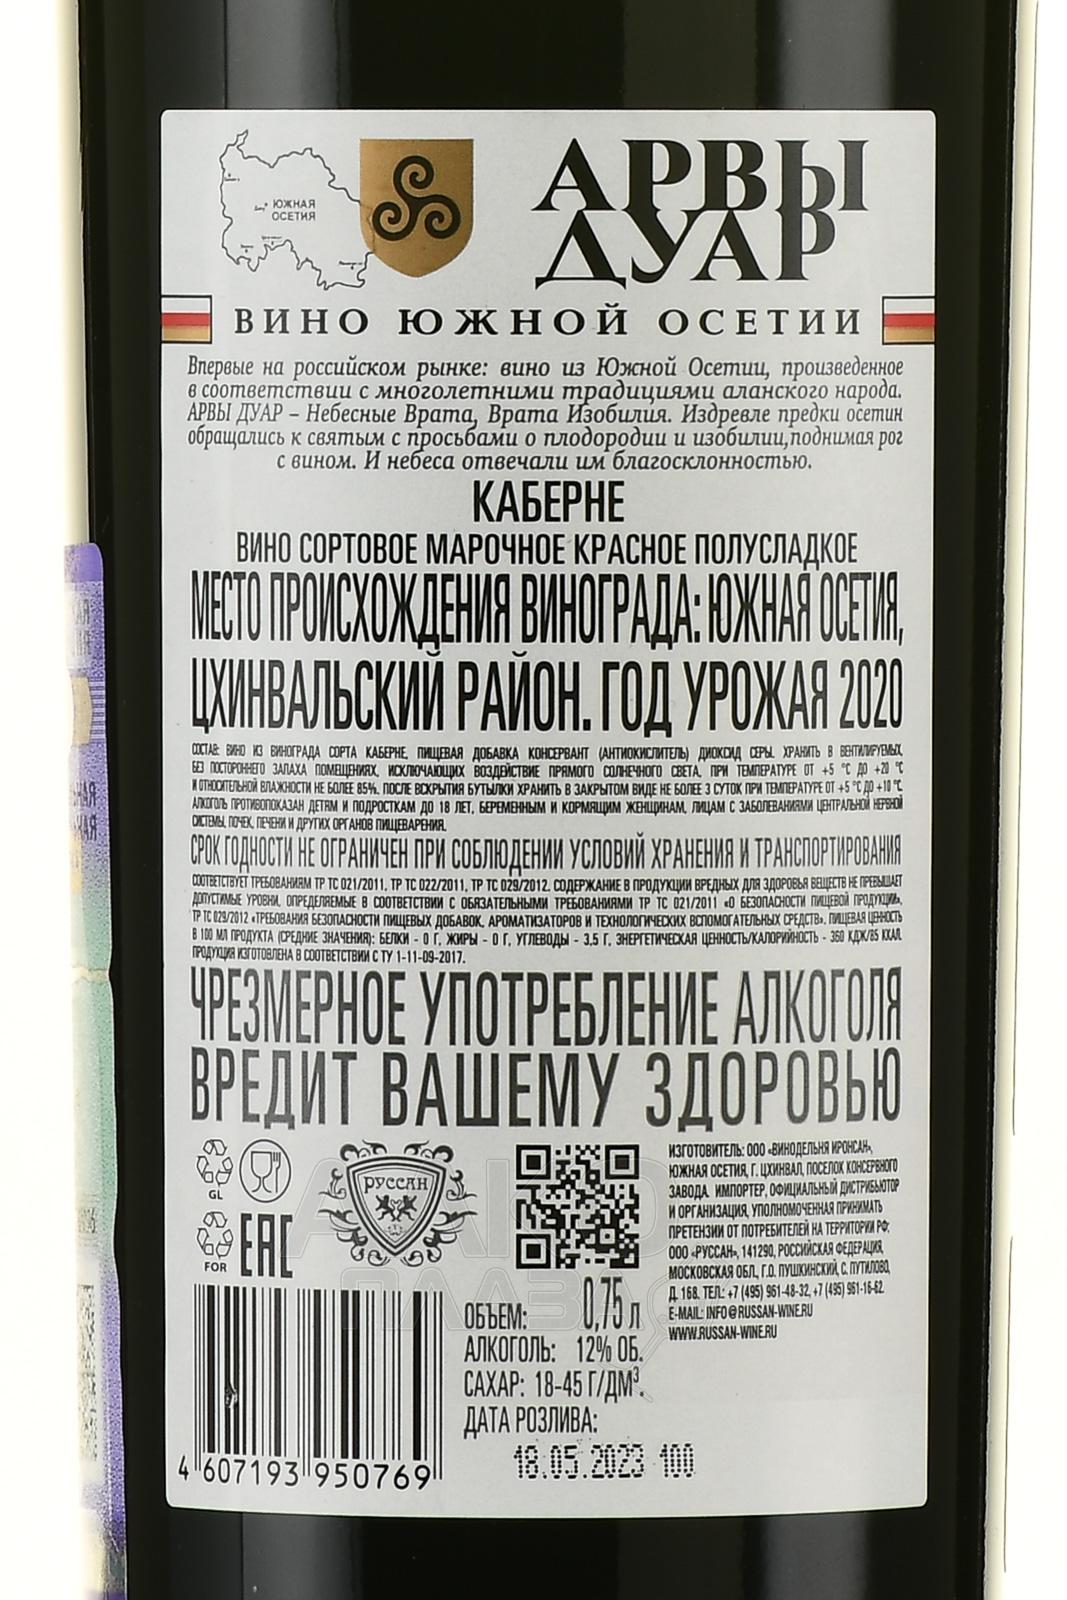 ЮЖНАЯ
ОСЕТИЯ
АРВЫ
ДУАР
ВИНО ЮЖНОЙ ОСЕТИИ
Впервые на российском рынке: вино из Южной Осетии, произведенное
в соответствии с многолетними традициями аланского народа.
АРВЫ ДУАР – Небесные Врата, Врата Изобилия. Издревле предки осетин
обращались к святым с просьбами о плодородии и изобилии, поднимая рог
с вином. И небеса отвечали им благосклонностью.
КАБЕРНЕ
ВИНО СОРТОВОЕ МАРОЧНОЕ КРАСНОЕ ПОЛУСЛАДКОЕ
МЕСТО ПРОИСХОЖДЕНИЯ ВИНОГРАДА: ЮЖНАЯ ОСЕТИЯ,
ЦХИНВАЛЬСКИЙ РАЙОН. ГОД УРОЖАЯ 2020
СОСТАВ: ВИНО ИЗ ВИНОГРАДА СОРТА КАБЕРНЕ, ПИЩЕВАЯ ДОБАВКА КОНСЕРВАНТ (АНТИОКИСЛИТЕЛЬ) ДИОКСИД СЕРЫ. ХРАНИТЬ В ВЕНТИЛИРУЕМЫХ,
БЕЗ ПОСТОРОННЕГО ЗАПАХА ПОМЕЩЕНИЯХ, ИСКЛЮЧАЮЩИХ ВОЗДЕЙСТВИЕ ПРЯМОГО СОЛНЕЧНОГО СВЕТА, ПРИ ТЕМПЕРАТУРЕ ОТ +5 °С ДО +20 °С
И ОТНОСИТЕЛЬНОЙ ВЛАЖНОСТИ НЕ БОЛЕЕ 85%. ПОСЛЕ ВСКРЫТИЯ БУТЫЛКИ ХРАНИТЬ В ЗАКРЫТОМ ВИДЕ НЕ БОЛЕЕ 3 СУТОК ПРИ ТЕМПЕРАТУРЕ ОТ +5 °С ДО +10 °С.
АЛКОГОЛЬ ПРОТИВОПОКАЗАН ДЕТЯМ И ПОДРОСТКАМ ДО 18 ЛЕТ, БЕРЕМЕННЫМ И КОРМЯЩИМ ЖЕНЩИНАМ, ЛИЦАМ С ЗАБОЛЕВАНИЯМИ ЦЕНТРАЛЬНОЙ НЕРВНОЙ
СИСТЕМЫ, ПОЧЕК, ПЕЧЕНИ И ДРУГИХ ОРГАНОВ ПИЩЕВАРЕНИЯ.
СРОК ГОДНОСТИ НЕ ОГРАНИЧЕН ПРИ СОБЛЮДЕНИИ УСЛОВИЙ ХРАНЕНИЯ И ТРАНСПОРТИРОВАНИЯ
СООТВЕТСТВУЕТ ТРЕБОВАНИЯМ ТР ТС 021/2011, ТР ТС 022/2011, ТР ТС 029/2012. СОДЕРЖАНИЕ В ПРОДУКЦИИ ВРЕДНЫХ ДЛЯ ЗДОРОВЬЯ ВЕЩЕСТВ НЕ ПРЕВЫШАЕТ
ДОПУСТИМЫЕ УРОВНИ, ОПРЕДЕЛЯЕМЫЕ В СООТВЕТСТВИИ С ОБЯЗАТЕЛЬНЫМИ ТРЕБОВАНИЯМИ ТР ТС 021/2011 «О БЕЗОПАСНОСТИ ПИЩЕВОЙ ПРОДУКЦИИ»,
ТР ТС 029/2012 «ТРЕБОВАНИЯ БЕЗОПАСНОСТИ ПИЩЕВЫХ ДОБАВОК, АРОМАТИЗАТОРОВ И ТЕХНОЛОГИЧЕСКИХ ВСПОМОГАТЕЛЬНЫХ СРЕДСТВ». ПИЩЕВАЯ ЦЕННОСТЬ
В 100 МЛ ПРОДУКТА (СРЕДНИЕ ЗНАЧЕНИЯ): БЕЛКИ - 0 Г, ЖИРЫ - 0 Г, УГЛЕВОДЫ - 3,5 Г, ЭНЕРГЕТИЧЕСКАЯ ЦЕННОСТЬ/КАЛОРИЙНОСТЬ - 360 КДЖ/85 ККАЛ.
ПРОДУКЦИЯ ИЗГОТОВЛЕНА В СООТВЕТСТВИИ С ТУ 1-11-09-2017.
ЧРЕЗМЕРНОЕ УПОТРЕБЛЕНИЕ АЛКОГОЛЯ
ВРЕДИТ ВАШЕМУ ЗДОРОВЬЮ
GL
FOR
EAC
РУССАН
ИЗГОТОВИТЕЛЬ: ООО «ВИНОДЕЛЬНЯ ИРОНСАН»,
ЮЖНАЯ ОСЕТИЯ, Г. ЦХИНВАЛ, ПОСЕЛОК КОНСЕРВНОГО
ЗАВОДА. ИМПОРТЕР, ОФИЦИАЛЬНЫЙ ДИСТРИБЬЮТОР
И ОРГАНИЗАЦИЯ, УПОЛНОМОЧЕННАЯ ПРИНИМАТЬ
ПРЕТЕНЗИИ ОТ ПОТРЕБИТЕЛЕЙ НА ТЕРРИТОРИИ РФ:
ООО «РУССАН», 141290, РОССИЙСКАЯ ФЕДЕРАЦИЯ,
МОСКОВСКАЯ ОБЛ., Г.О. ПУШКИНСКИЙ, С. ПУТИЛОВО,
Д. 168. ТЕЛ.: +7 (495) 961-48-32, +7 (495) 961-16-62.
E-MAIL: INFO@RUSSAN-WINE.RU
WWW.RUSSAN-WINE.RU
ОБЪЕМ: 0,75 л
АЛКОГОЛЬ: 12% ОБ.
САХАР: 18-45 Г/ДМ³.
ДАТА РОЗЛИВА:
18.05.2023 100
4 607193 950769